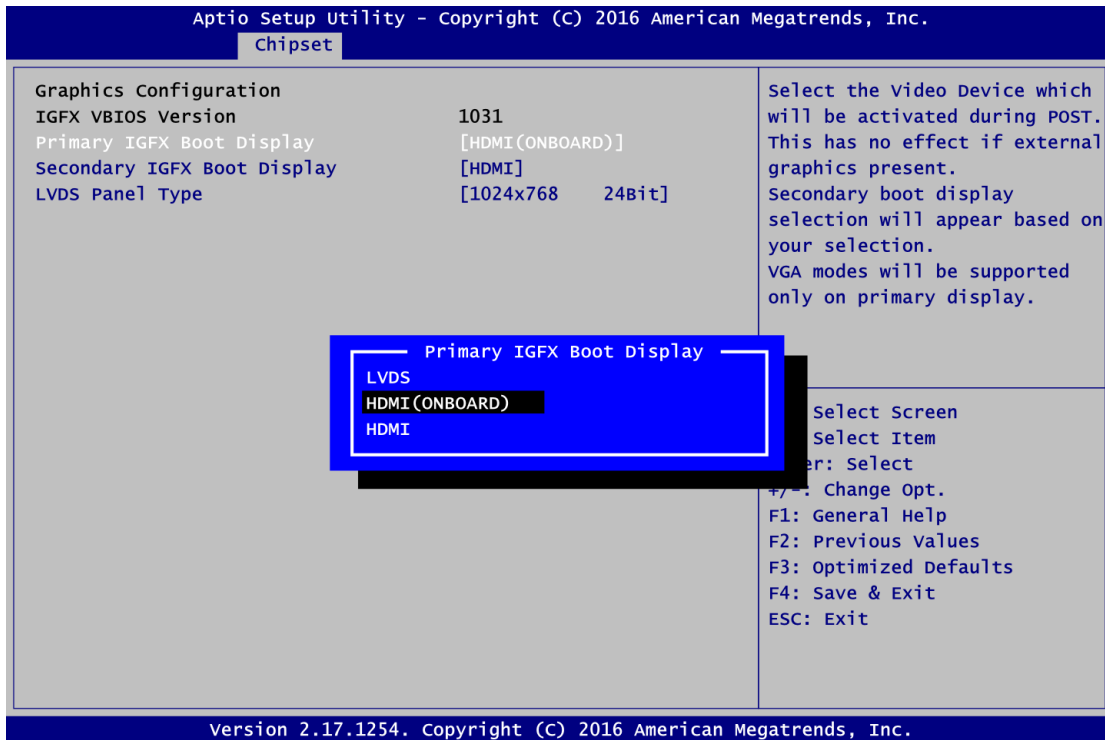 Aptio Setup Utility – Copyright (C) 2016 American Megatrends, Inc.
Chipset
Graphics Configuration
IGFX VBIOS Version 1031
Primary IGFX Boot Display [HDMI(ONBOARD)]
Secondary IGFX Boot Display [HDMI]
LVDS Panel Type [1024x768 24Bit]
Select the Video Device which
will be activated during POST.
This has no effect if external
graphics present.
Secondary boot display
selection will appear based on
your selection.
VGA modes will be supported
only on primary display.
Primary IGFX Boot Display
LVDS
HDMI(ONBOARD)
HDMI
Select Screen
Select Item
: Select
+/-: Change Opt.
F1: General Help
F2: Previous Values
F3: Optimized Defaults
F4: Save & Exit
ESC: Exit
Version 2.17.1254. Copyright (C) 2016 American Megatrends, Inc.